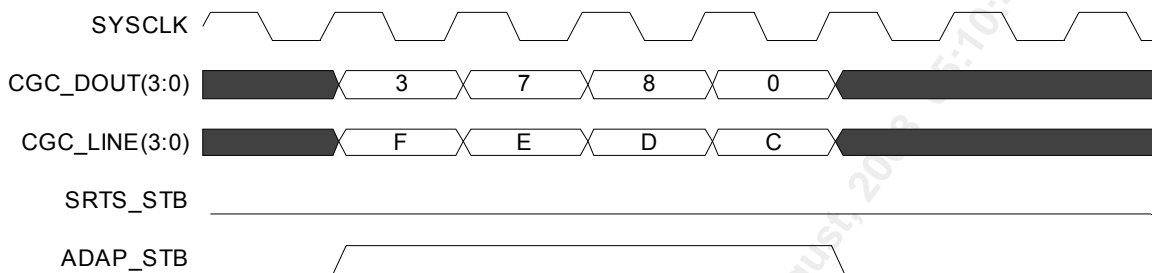 SYSCLK
CGC_DOUT(3:0) 3 7 8 0
CGC_LINE(3:0) F E D C
SRTS_STB
ADAP_STB